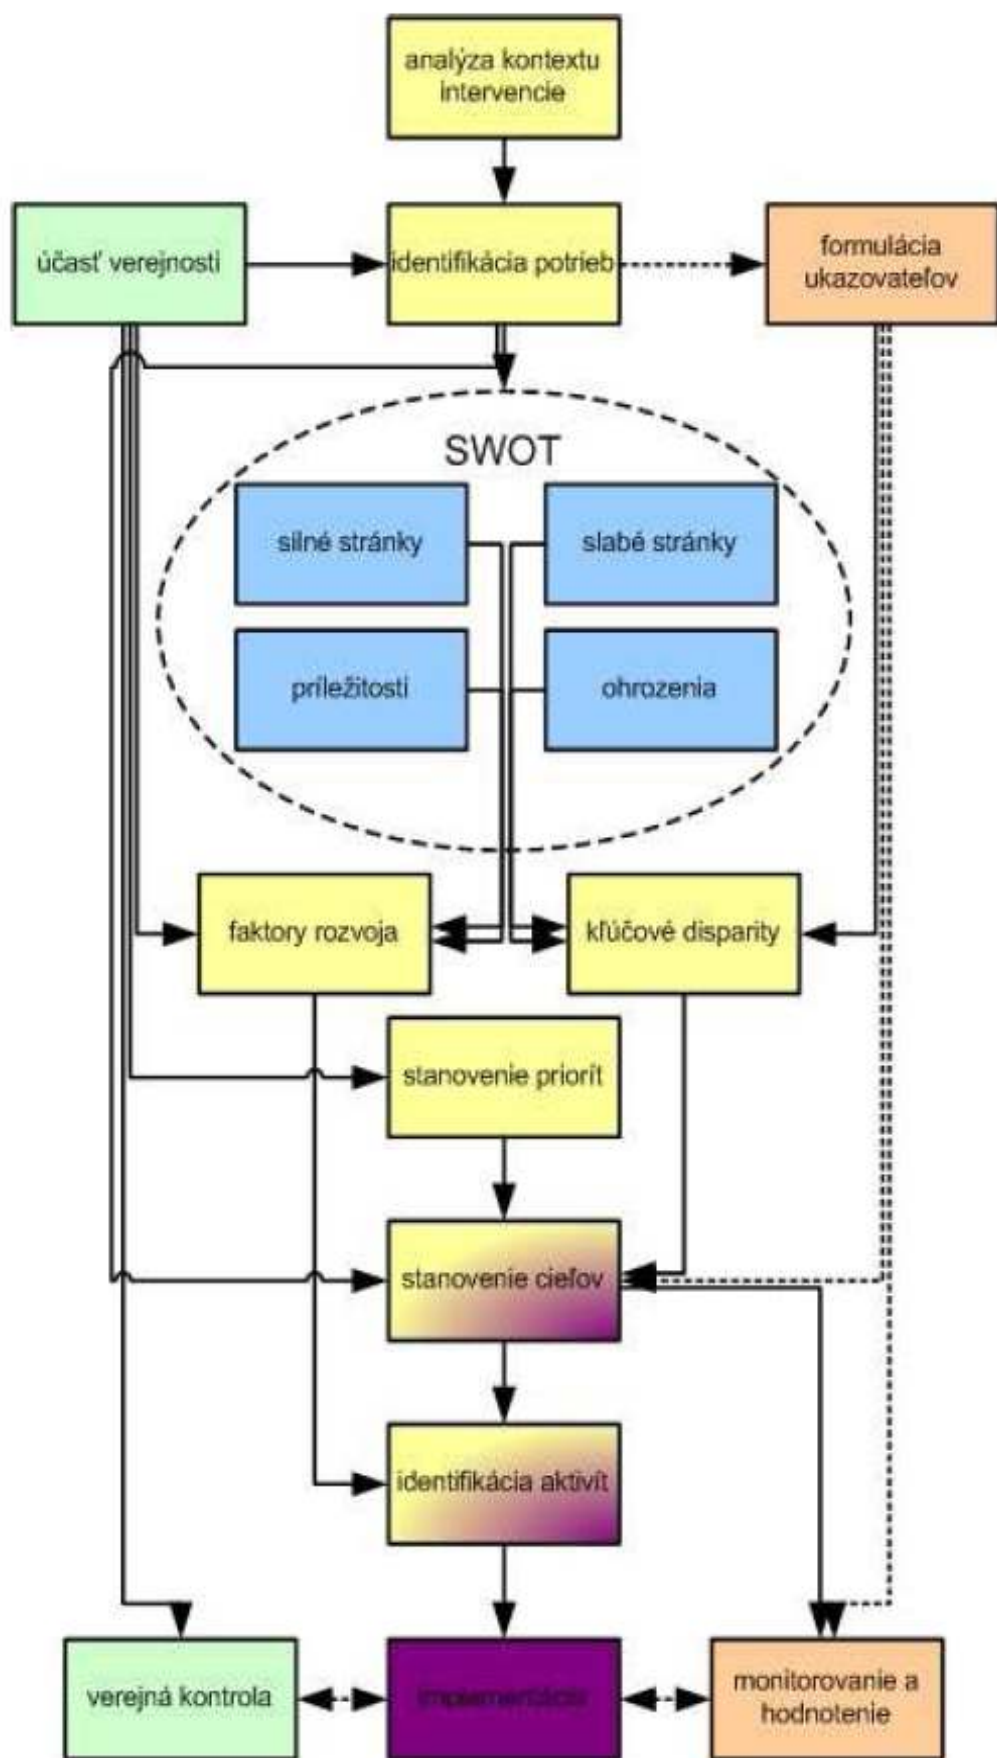 analýza kontextu
intervencie
účasť verejnosti
identifikácia potrieb
formulácia
ukazovateľov
SWOT
silné stránky
slabé stránky
príležitosti
ohrozenia
faktory rozvoja
kľúčové disparity
stanovenie priorít
stanovenie cieľov
identifikácia aktivít
verejná kontrola
implementácia
monitorovanie a
hodnotenie